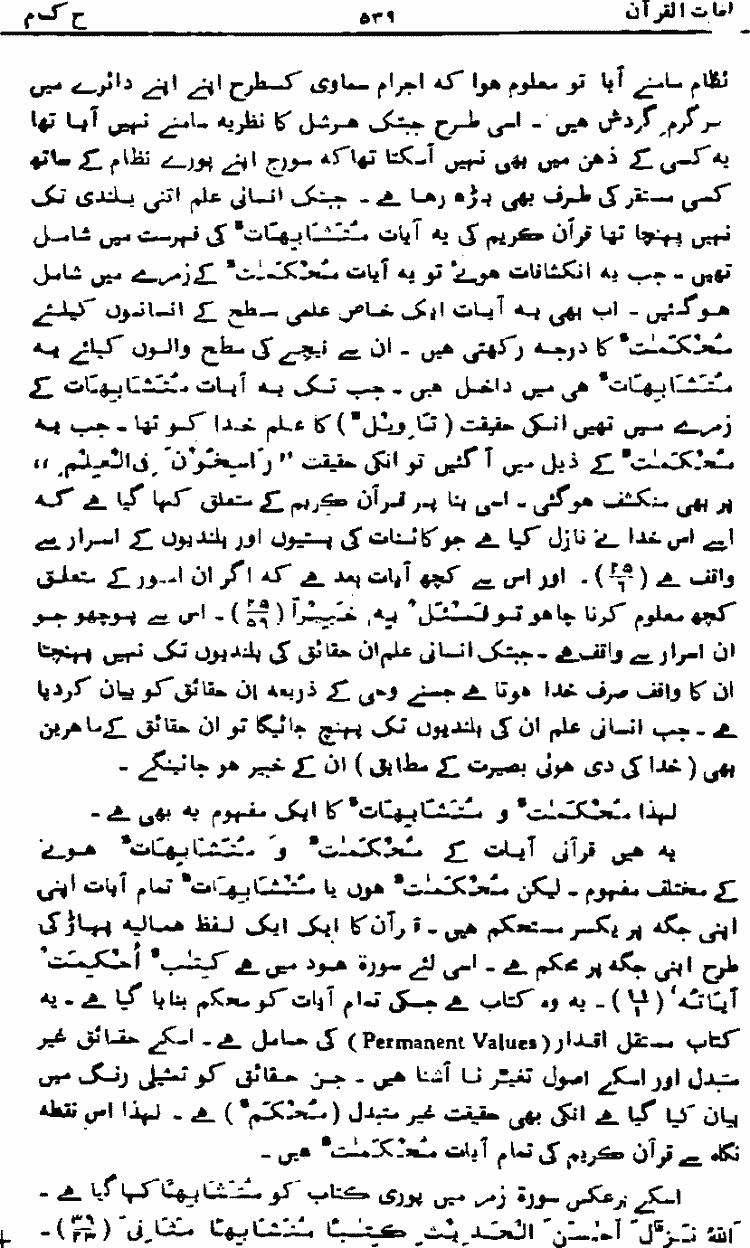 لغات القرآن ۵۳۹ ح ک م
نظام سامنے آیا تو معلوم ہوا کہ اجرام سماوی کسطرح اپنے اپنے دائرے میں
سرگرمِ گردش ہیں ۔ اسی طرح جبتک ہرشل کا نظریہ سامنے نہیں آیا تھا
یہ کسی کے ذہن میں بھی نہیں آسکتا تھا کہ سورج اپنے پورے نظام کے ساتھ
کسی مستقر کی طرف بھی بڑھ رہا ہے ۔ جبتک انسانی علم اتنی بلندی تک
نہیں پہنچا تھا قرآن کریم کی یہ آیات مُتَشَابِهَاتٌ کی فہرست میں شامل
تھیں ۔ جب یہ انکشافات ہوئے تو یہ آیات مُحْكَمٰتٌ کے زمرے میں شامل
ہوگئیں ۔ اب بھی یہ آیات ایک خاص علمی سطح کے انسانوں کیلئے
مُحْكَمٰتٌ کا درجہ رکھتی ہیں ۔ ان سے نیچے کی سطح والوں کیلئے یہ
مُتَشَابِهَاتٌ ہی میں داخل ہیں ۔ جب تک یہ آیات مُتَشَابِهَات کے
زمرے میں تھیں انکی حقیقت ( تَأْوِيْلٌ ) کا علم خدا کو تھا ۔ جب یہ
مُحْكَمٰتٌ کے ذیل میں آ گئیں تو انکی حقیقت ”رَاسِخُوْنَ فِی الْعِلْمِ“
پر بھی منکشف ہوگئی ۔ اسی بنا پر قرآن کریم کے متعلق کہا گیا ہے کہ
اسے اس خدا نے نازل کیا ہے جو کائنات کی پستیوں اور بلندیوں کے اسرار سے
واقف ہے (۲۵/۶) ۔ اور اس سے کچھ آیات بعد ہے کہ اگر ان امور کے متعلق
کچھ معلوم کرنا چاہو تو فَسْئَلْ بِهٖ خَبِيْرًا (۲۵/۵۹) ۔ اس سے پوچھو جو
ان اسرار سے واقف ہے ۔ جبتک انسانی علم ان حقائق کی بلندیوں تک نہیں پہنچتا
ان کا واقف صرف خدا ہوتا ہے جسنے وحی کے ذریعہ ان حقائق کو بیان کردیا
ہے ۔ جب انسانی علم ان کی بلندیوں تک پہنچ جائیگا تو ان حقائق کے ماہرین
بھی ( خدا کی دی ہوئی بصیرت کے مطابق ) ان کے خبیر ہو جائینگے ۔
لہذا مُحْكَمٰتٌ و مُتَشَابِهَاتٌ کا ایک مفہوم یہ بھی ہے ۔
یہ ہیں قرآنی آیات کے مُحْكَمٰتٌ وَ مُتَشَابِهَاتٌ ہونے
کے مختلف مفہوم ۔ لیکن مُحْكَمٰتٌ ہوں یا مُتَشَابِهَاتٌ تمام آیات اپنی
اپنی جگہ پر یکسر مستحکم ہیں ۔ قرآن کا ایک ایک لفظ ہمالیہ پہاڑ کی
طرح اپنی جگہ پر محکم ہے ۔ اسی لئے سورۃ ہود میں ہے كِتٰبٌ اُحْكِمَتْ
آيَاتُهٗ (۱۱/۱) ۔ یہ وہ کتاب ہے جسکی تمام آیات کو محکم بنایا گیا ہے ۔ یہ
کتاب مستقل اقدار (Permanent Values) کی حامل ہے ۔ اسکے حقائق غیر
متبدل اور اسکے اصول تغیّر نا آشنا ہیں ۔ جن حقائق کو تمثیلی رنگ میں
بیان کیا گیا ہے انکی بھی حقیقت غیر متبدل (مُحْكَمٌ) ہے ۔ لہذا اس نقطہ
نگاہ سے قرآن کریم کی تمام آیات مُحْكَمٰتٌ ہیں ۔
اسکے برعکس سورۃ زمر میں پوری کتاب کو مُتَشَابِهًا کہا گیا ہے ۔
اَللهُ نَزَّلَ اَحْسَنَ الْحَدِيْثِ كِتٰبًا مُتَشَابِهًا مَثَانِیَ (۳۹/۲۳) ۔